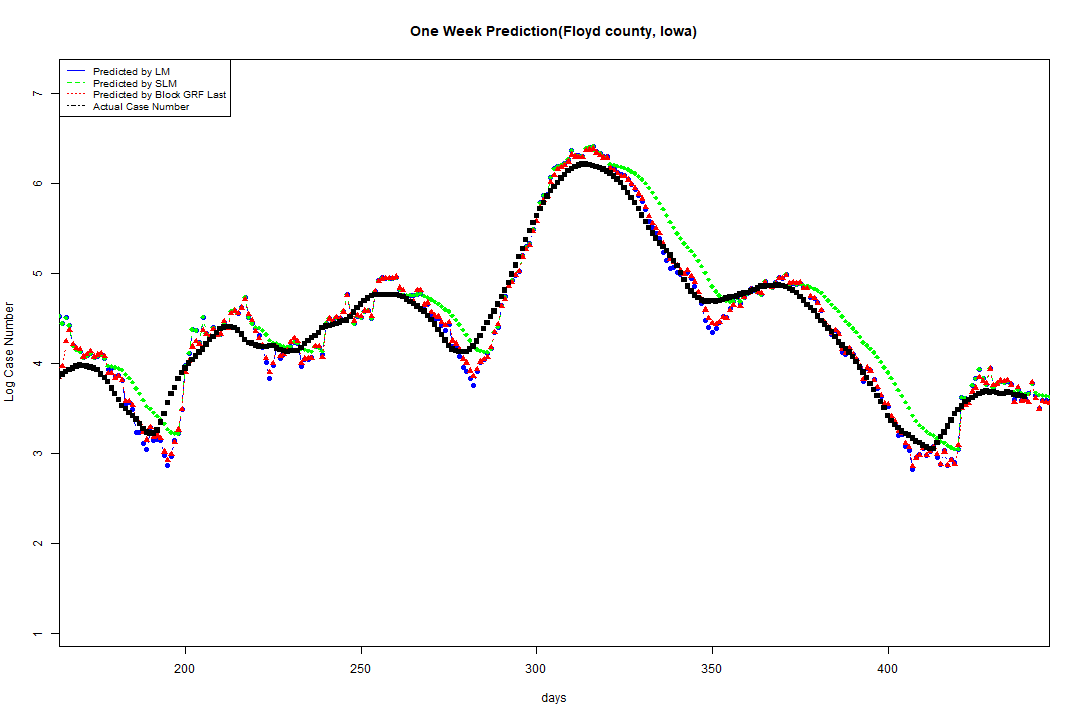 One Week Prediction(Floyd county, Iowa)
Predicted by LM
Predicted by SLM
Predicted by Block GRF Last
Actual Case Number
7
6
5
4
3
2
1
Log Case Number
200
250
300
350
400
days